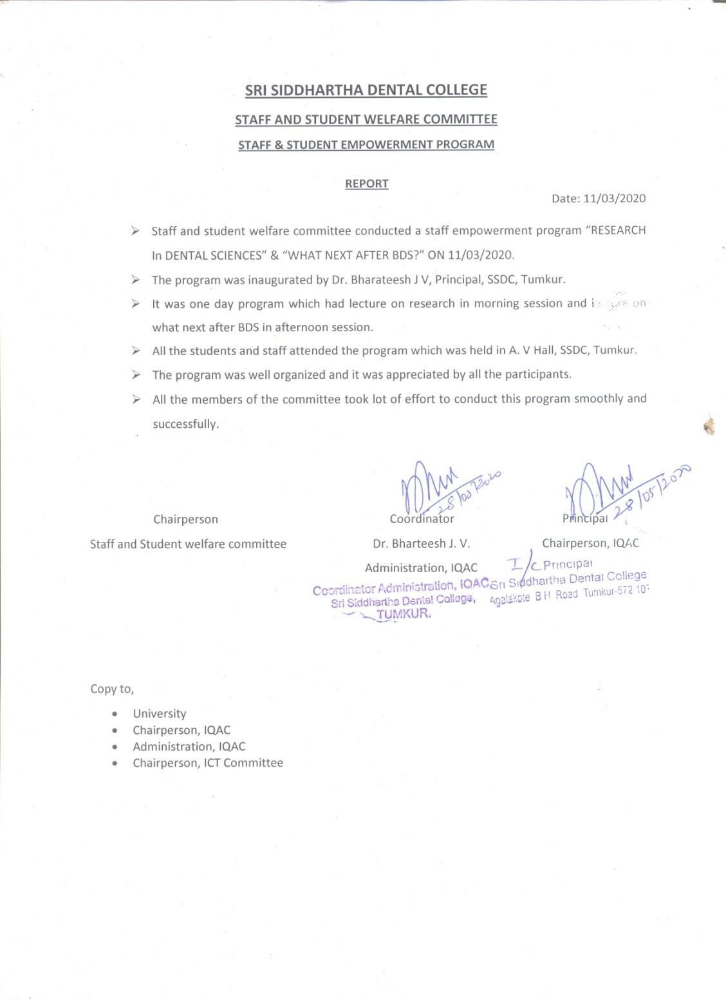 SRI SIDDHARTHA DENTAL COLLEGE
STAFF AND STUDENT WELFARE COMMITTEE
STAFF & STUDENT EMPOWERMENT PROGRAM
REPORT
Date: 11/03/2020
➢ Staff and student welfare committee conducted a staff empowerment program “RESEARCH
In DENTAL SCIENCES” & “WHAT NEXT AFTER BDS?” ON 11/03/2020.
➢ The program was inaugurated by Dr. Bharateesh J V, Principal, SSDC, Tumkur.
➢ It was one day program which had lecture on research in morning session and on
what next after BDS in afternoon session.
➢ All the students and staff attended the program which was held in A. V Hall, SSDC, Tumkur.
➢ The program was well organized and it was appreciated by all the participants.
➢ All the members of the committee took lot of effort to conduct this program smoothly and
successfully.
28/05/2020 28/05/2020
Chairperson Coordinator Principal
Staff and Student welfare committee Dr. Bharteesh J. V. Chairperson, IQAC
Administration, IQAC I/c Principal
Coordinator Administration, IQAC Sri Siddhartha Dental College
Sri Siddhartha Dental College, Agalakote B H Road Tumkur-572 10
TUMKUR.
Copy to,
• University
• Chairperson, IQAC
• Administration, IQAC
• Chairperson, ICT Committee